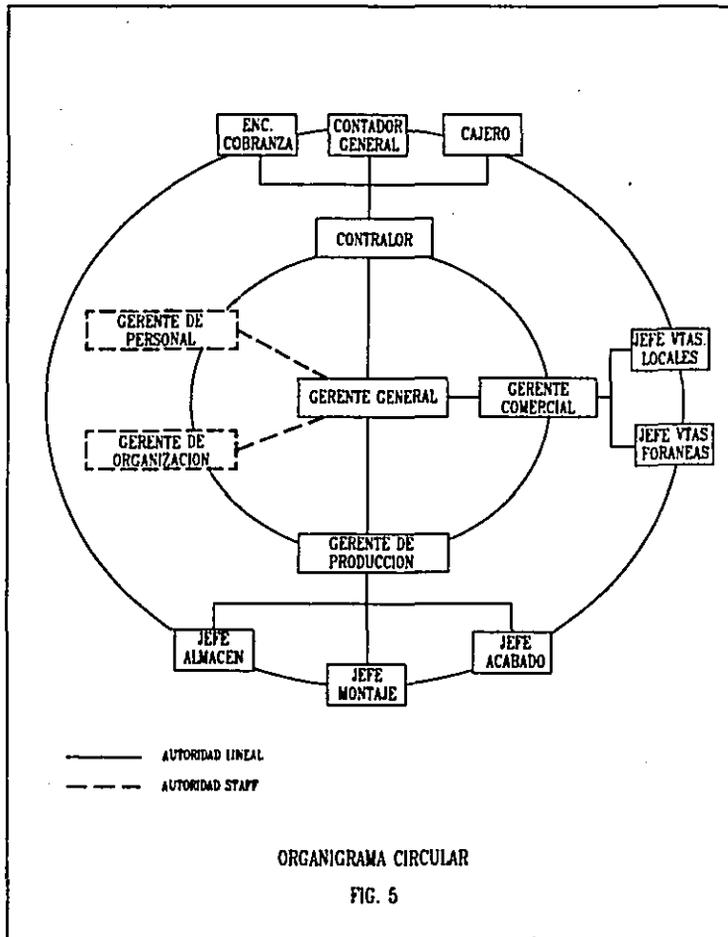 ENC.
COBRANZA
CONTADOR
GENERAL
CAJERO
CONTRALOR
GERENTE DE
PERSONAL
JEFE VTAS.
LOCALES
GERENTE GENERAL
GERENTE
COMERCIAL
GERENTE DE
ORGANIZACION
JEFE VTAS
FORANEAS
GERENTE DE
PRODUCCION
JEFE
ALMACEN
JEFE
MONTAJE
JEFE
ACABADO
AUTORIDAD LINEAL
AUTORIDAD STAFF
ORGANIGRAMA CIRCULAR
FIG. 5